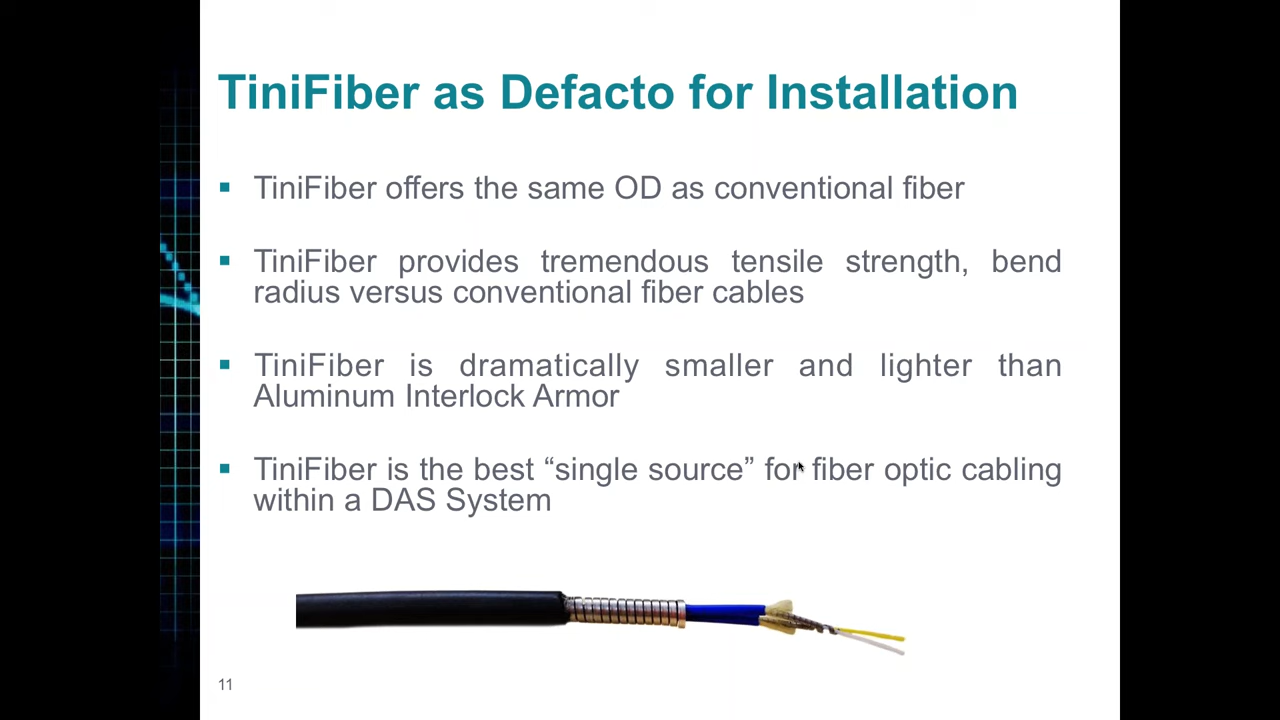 TiniFiber as Defacto for Installation
▪ TiniFiber offers the same OD as conventional fiber
▪ TiniFiber provides tremendous tensile strength, bend
radius versus conventional fiber cables
▪ TiniFiber is dramatically smaller and lighter than
Aluminum Interlock Armor
▪ TiniFiber is the best “single source” for fiber optic cabling
within a DAS System
11